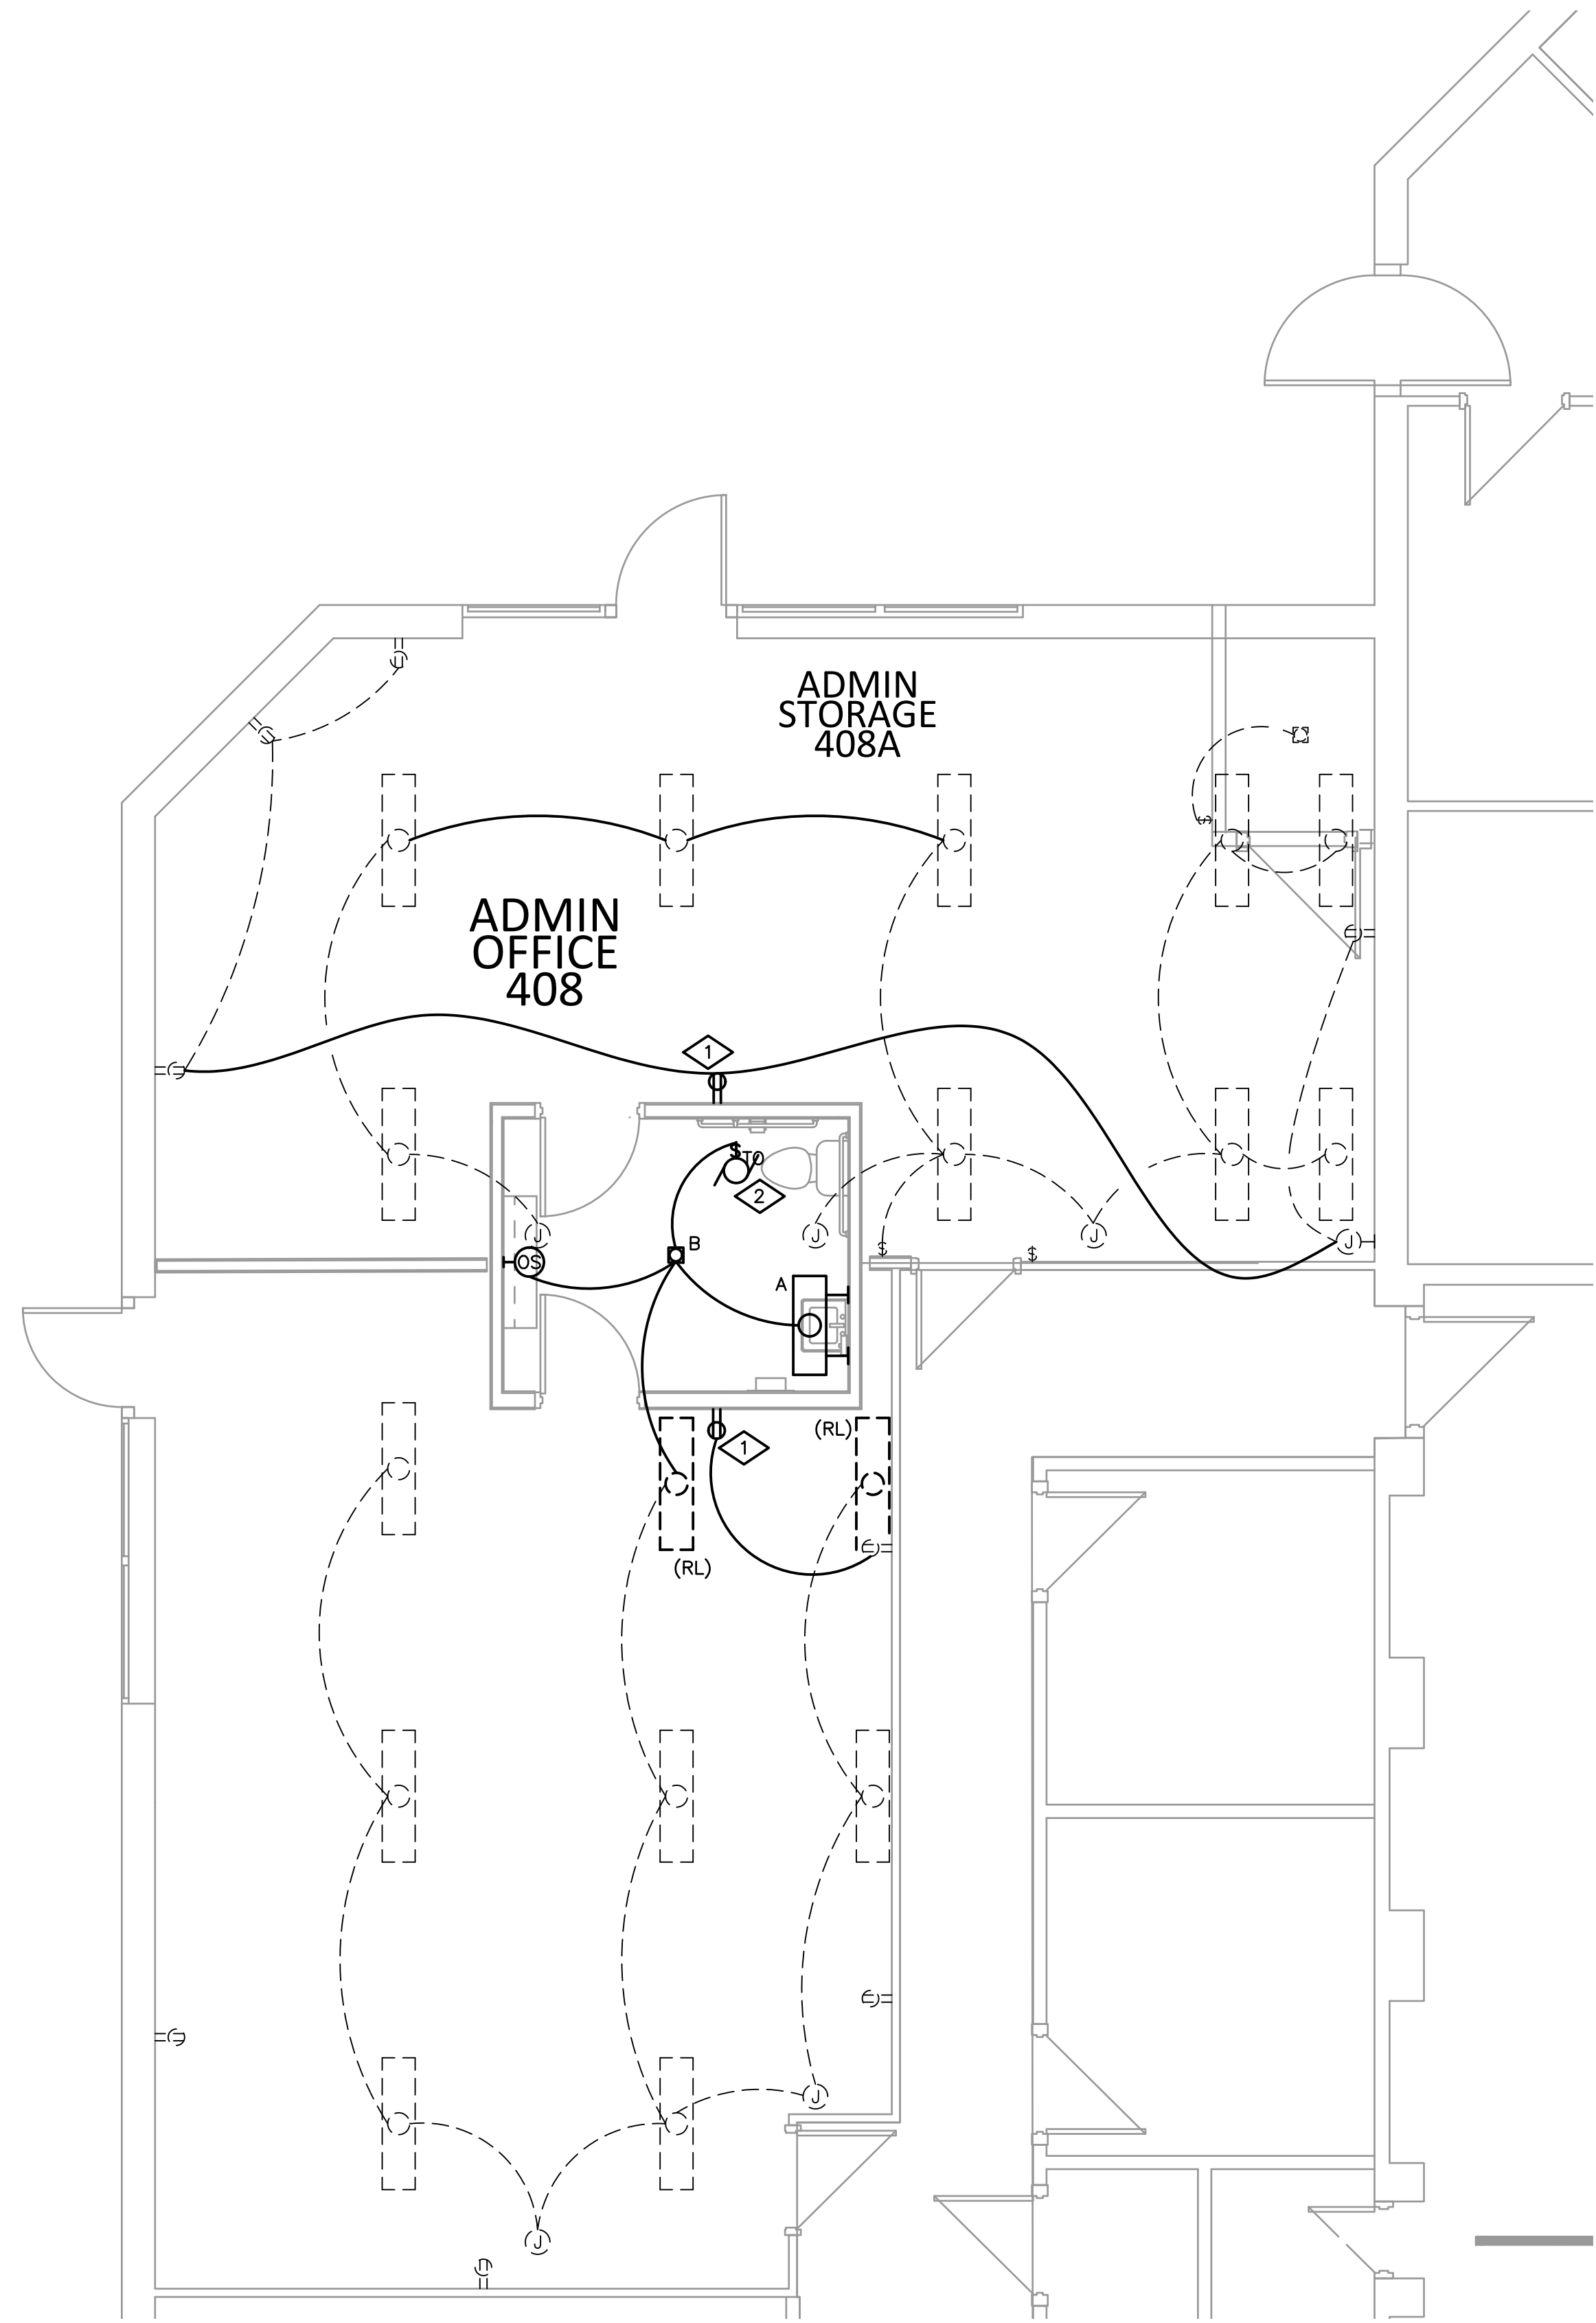 ADMIN
STORAGE
408A
$
ADMIN
OFFICE
408
1
$TO
2
J
J
J
J
$
$
B
OS
A
(RL)
1
(RL)
J
J